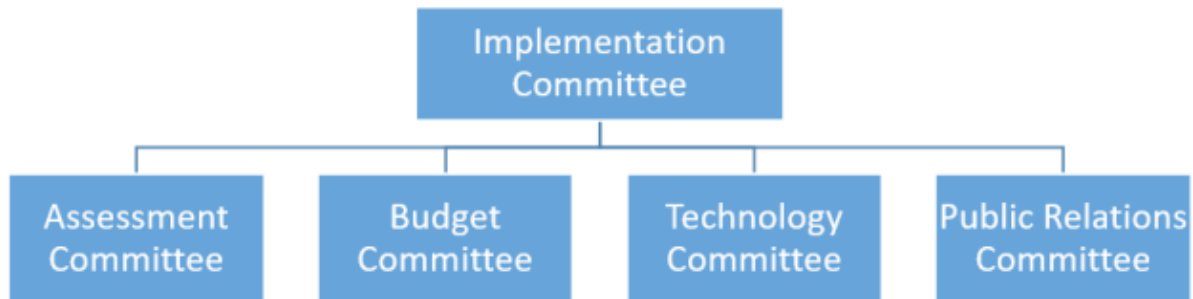 Implementation
Committee
Assessment
Committee
Budget
Committee
Technology
Committee
Public Relations
Committee